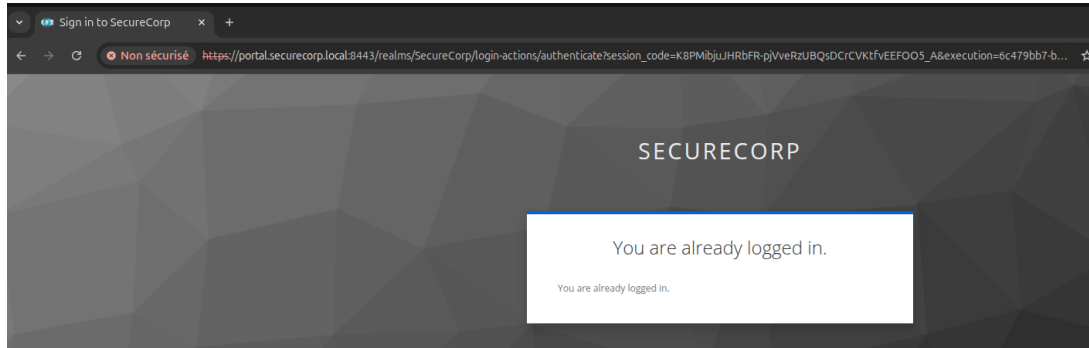 Sign in to SecureCorp
Non sécurisé https://portal.securecorp.local:8443/realms/SecureCorp/login-actions/authenticate?session_code=K8PMibjuJHRbFR-pjVveRzUBQsDCrCVKtfvEEFOO5_A&execution=6c479bb7-b...
SECURECORP
You are already logged in.
You are already logged in.